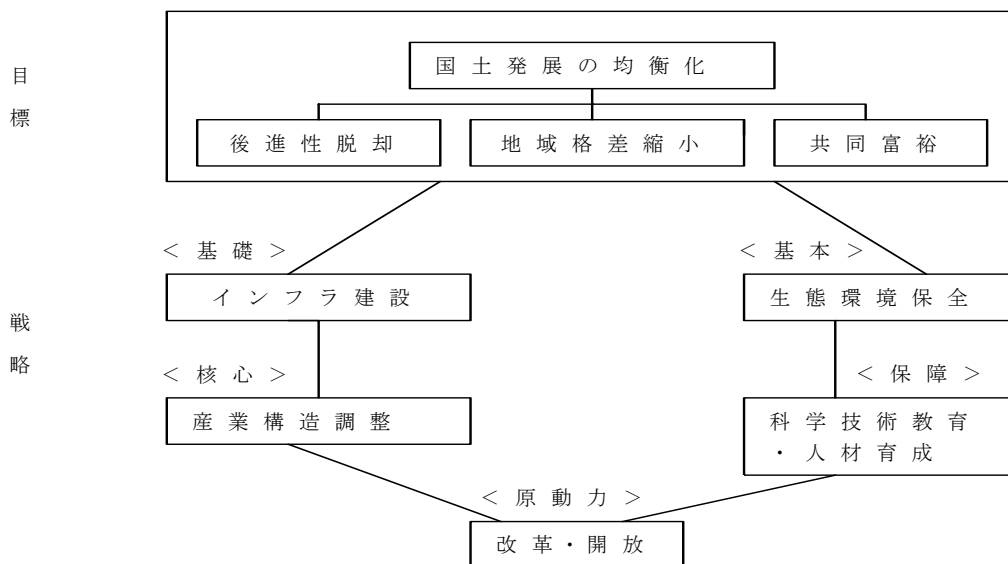 目標
国土発展の均衡化
後進性脱却
地域格差縮小
共同富裕
戦略
＜基礎＞
＜基本＞
インフラ建設
生態環境保全
＜核心＞
＜保障＞
産業構造調整
科学技術教育
・人材育成
＜原動力＞
改革・開放